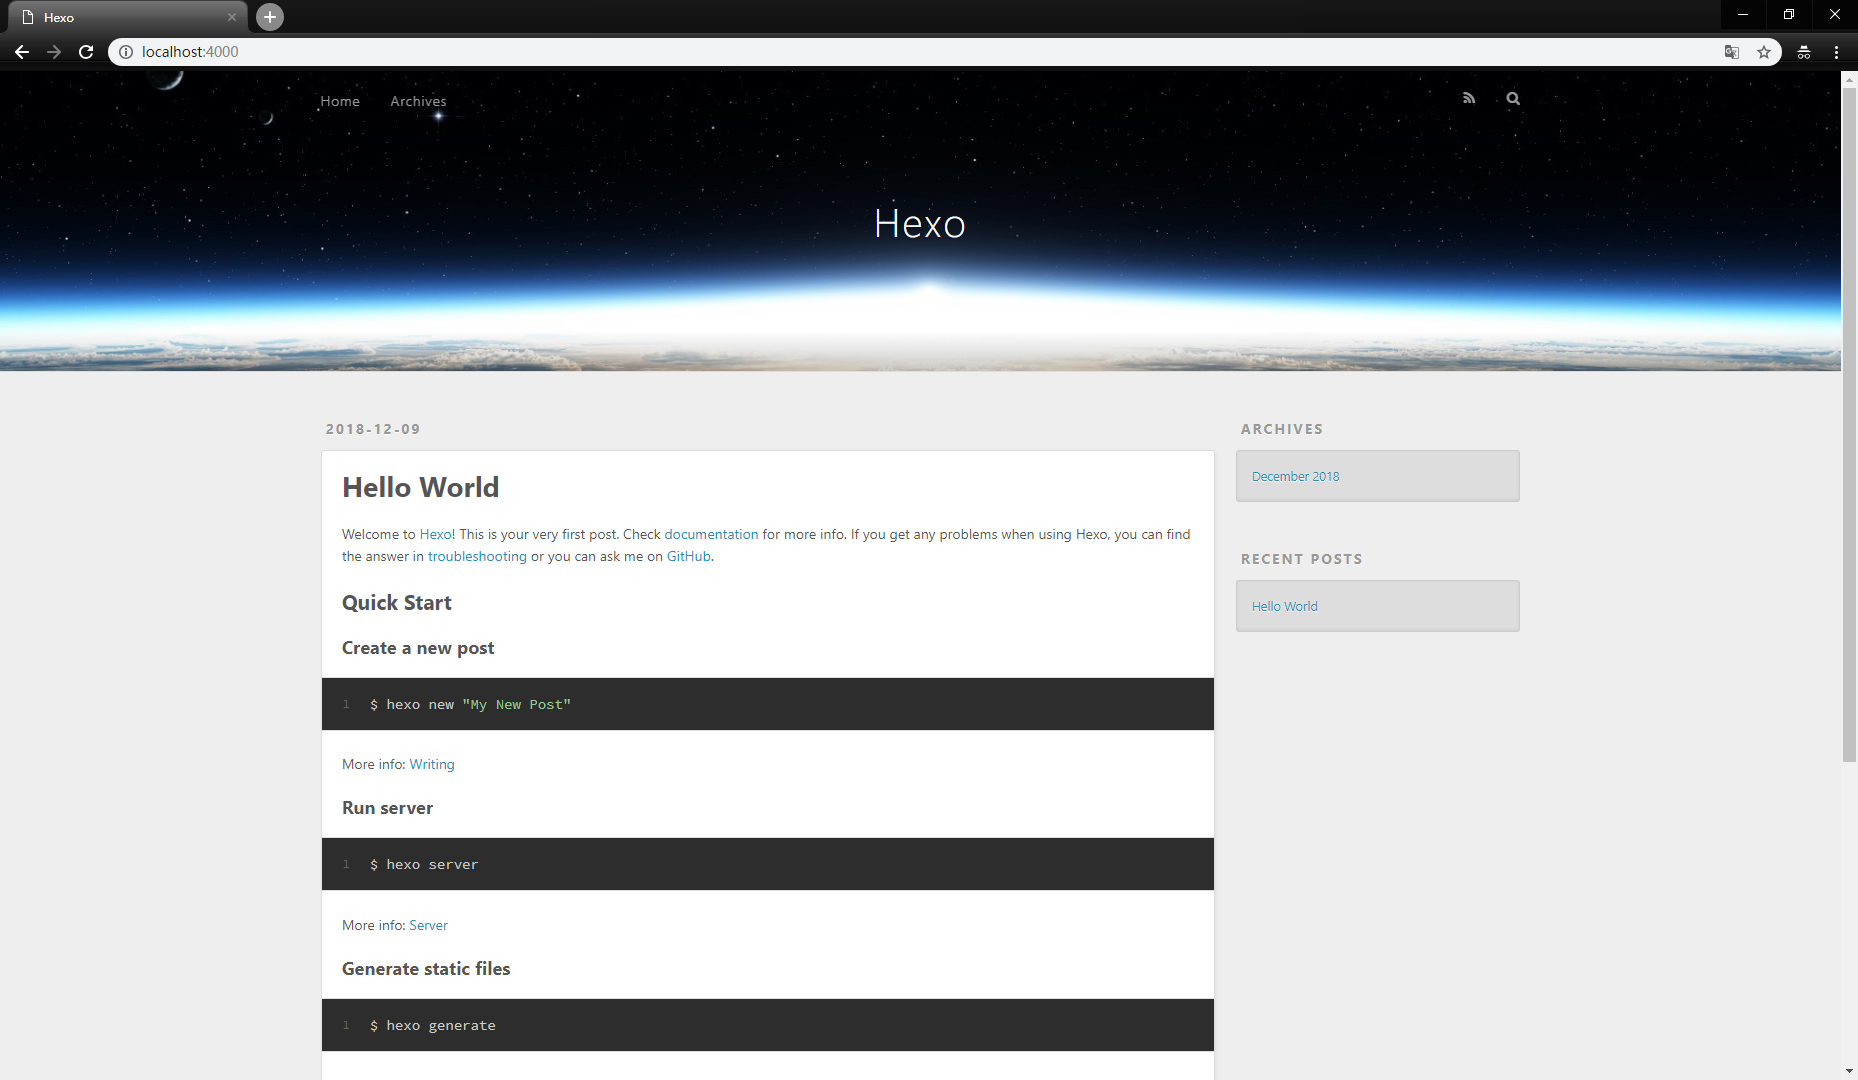 Hexo
localhost:4000
Home Archives
Hexo
2018-12-09
Hello World
Welcome to Hexo! This is your very first post. Check documentation for more info. If you get any problems when using Hexo, you can find
the answer in troubleshooting or you can ask me on GitHub.
Quick Start
Create a new post
1 $ hexo new "My New Post"
More info: Writing
Run server
1 $ hexo server
More info: Server
Generate static files
1 $ hexo generate
ARCHIVES
December 2018
RECENT POSTS
Hello World